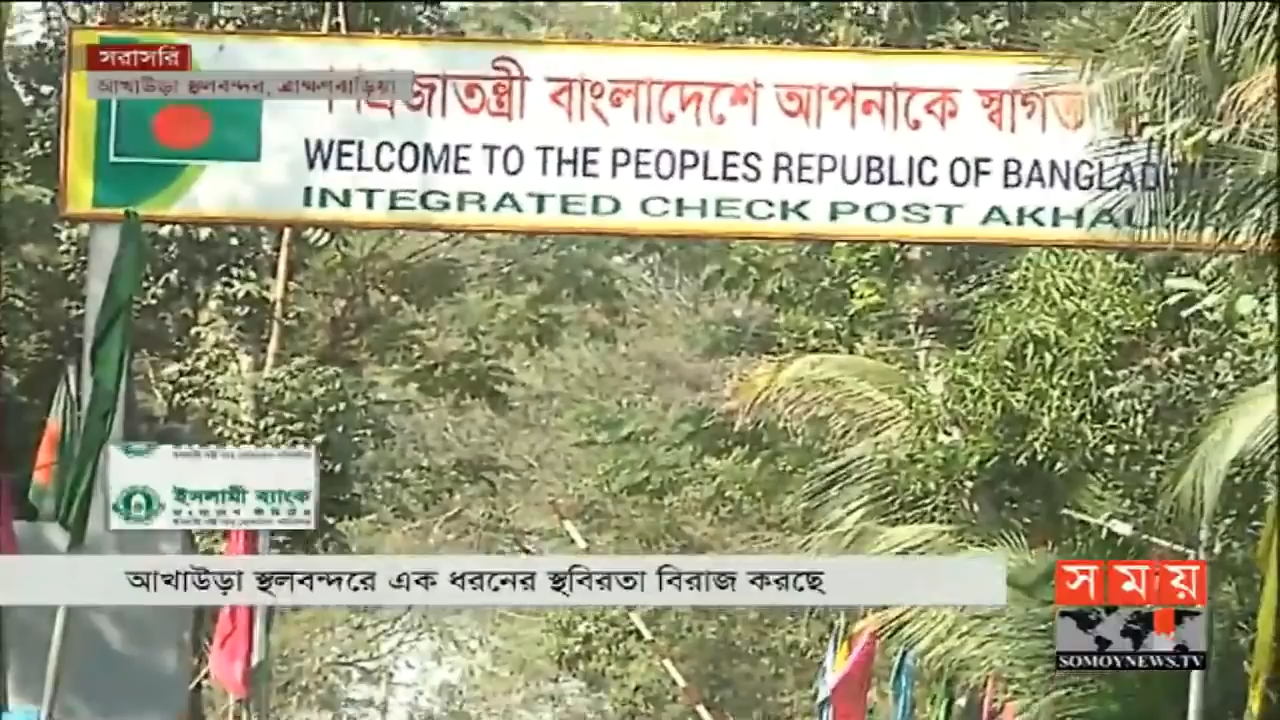 সরাসরি
আখাউড়া স্থলবন্দর, ব্রাহ্মণবাড়িয়া
বাংলাদেশে আপনাকে স্বাগত
WELCOME TO THE PEOPLES REPUBLIC OF
INTEGRATED CHECK POST
ইসলামী ব্যাংক
আখাউড়া স্থলবন্দরে এক ধরনের স্থবিরতা বিরাজ করছে
সময়
SOMOYNEWS.TV